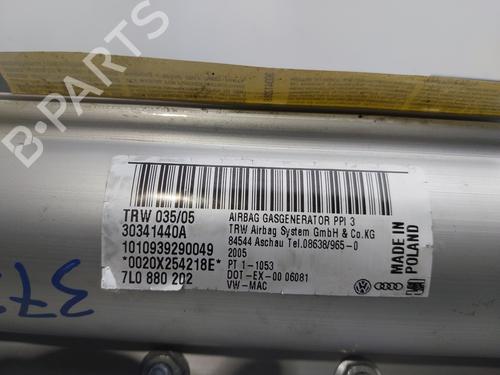 B-PARTS
TRW 035/05
30341440A
1010939290049
*0020X254218E*
7L0 880 202
AIRBAG GASGENERATOR PPI 3
TRW Airbag System GmbH & Co.KG
84544 Aschau Tel.08638/965-0
2005
PT 1-1053
DOT-EX-00 06081
VW-MAC
MADE IN
POLAND